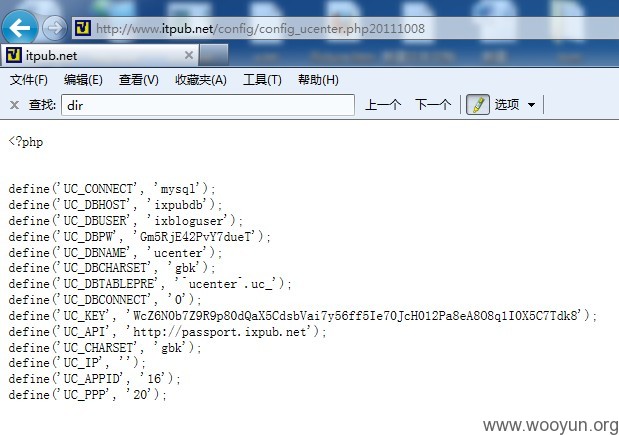 http://www.itpub.net/config/config_ucenter.php20111008
itpub.net
文件(F) 编辑(E) 查看(V) 收藏夹(A) 工具(T) 帮助(H)
查找: dir 上一个 下一个 选项
<?php
define('UC_CONNECT', 'mysql');
define('UC_DBHOST', 'ixpubdb');
define('UC_DBUSER', 'ixbloguser');
define('UC_DBPW', 'Gm5RjE42PvY7dueT');
define('UC_DBNAME', 'ucenter');
define('UC_DBCHARSET', 'gbk');
define('UC_DBTABLEPRE', '`ucenter`.uc_');
define('UC_DBCONNECT', '0');
define('UC_KEY', 'WcZ6N0b7Z9R9p80dQaX5CdsbVai7y56ff5Ie70JcH012Pa8eA808q1I0X5C7Tdk8');
define('UC_API', 'http://passport.ixpub.net');
define('UC_CHARSET', 'gbk');
define('UC_IP', '');
define('UC_APPID', '16');
define('UC_PPP', '20');
www.wooyun.org